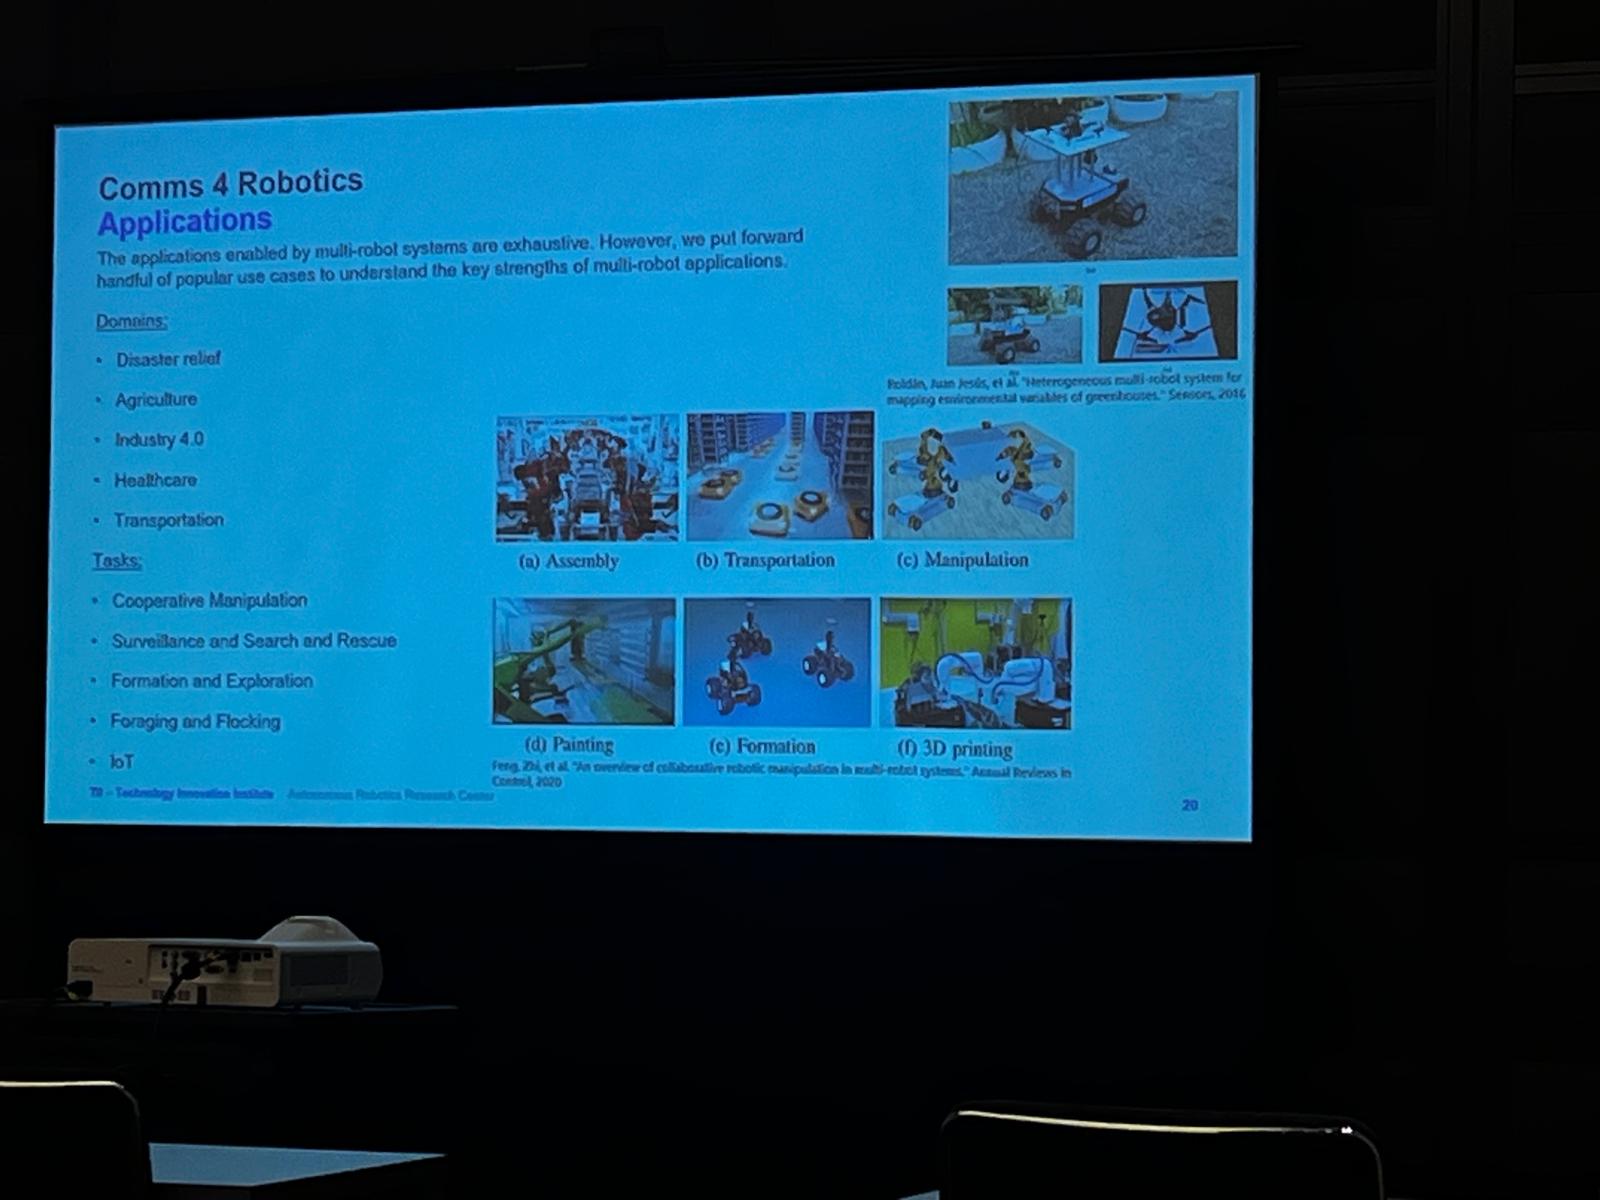 Comms 4 Robotics
Applications
The applications enabled by multi-robot systems are exhaustive. However, we put forward
handful of popular use cases to understand the key strengths of multi-robot applications.
Domains:
• Disaster relief
• Agriculture
• Industry 4.0
• Healthcare
• Transportation
Tasks:
• Cooperative Manipulation
• Surveillance and Search and Rescue
• Formation and Exploration
• Foraging and Flocking
• IoT
Roldán, Juan Jesús, et al. "Heterogeneous multi-robot system for
mapping environmental variables of greenhouses." Sensors, 2016
(a) Assembly
(b) Transportation
(c) Manipulation
(d) Painting
(e) Formation
(f) 3D printing
Feng, Zhi, et al. "An overview of collaborative robotic manipulation in multi-robot systems." Annual Reviews in
Control, 2020
TII – Technology Innovation Institute Autonomous Robotics Research Center
20